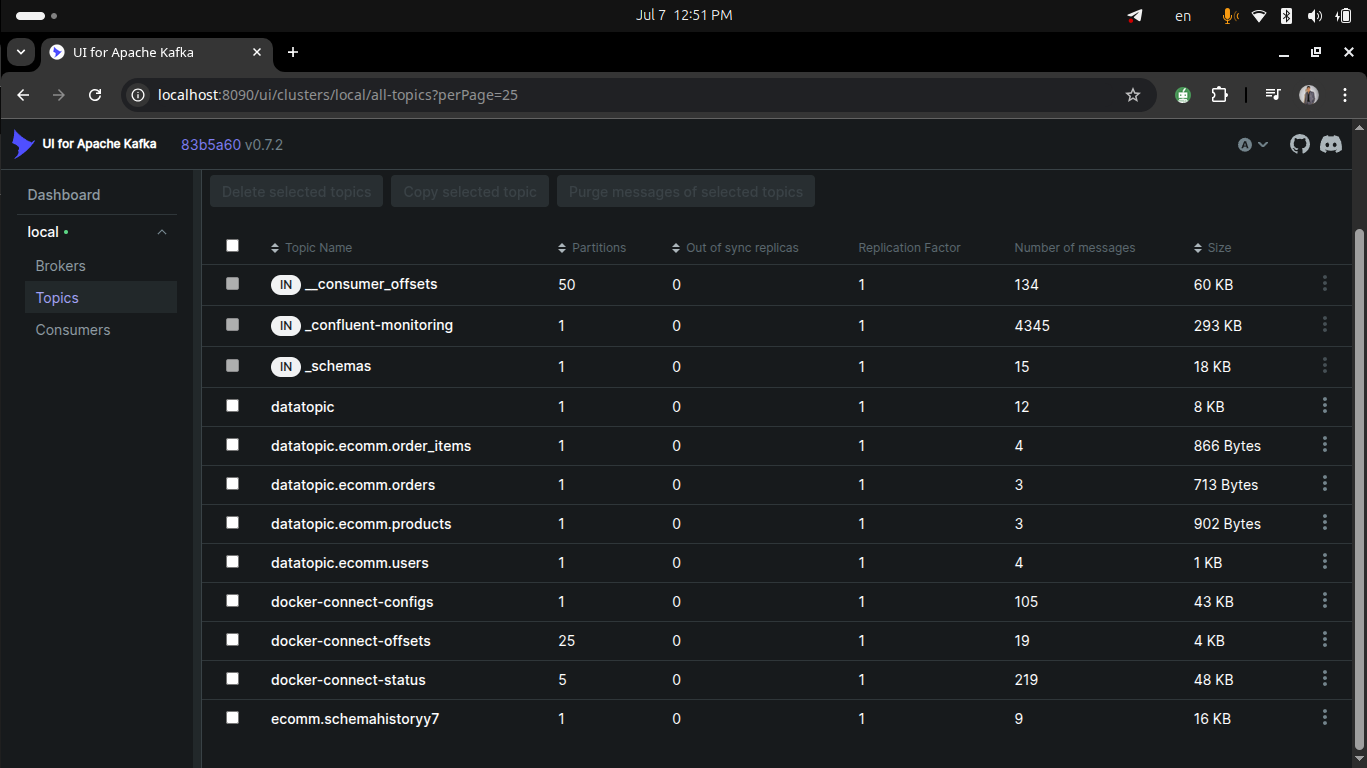 Jul 7 12:51 PM
en
UI for Apache Kafka
localhost:8090/ui/clusters/local/all-topics?perPage=25
UI for Apache Kafka 83b5a60 v0.7.2
A
Dashboard
local
Brokers
Topics
Consumers
Delete selected topics Copy selected topic Purge messages of selected topics
Topic Name Partitions Out of sync replicas Replication Factor Number of messages Size
IN __consumer_offsets 50 0 1 134 60 KB
IN _confluent-monitoring 1 0 1 4345 293 KB
IN _schemas 1 0 1 15 18 KB
datatopic 1 0 1 12 8 KB
datatopic.ecomm.order_items 1 0 1 4 866 Bytes
datatopic.ecomm.orders 1 0 1 3 713 Bytes
datatopic.ecomm.products 1 0 1 3 902 Bytes
datatopic.ecomm.users 1 0 1 4 1 KB
docker-connect-configs 1 0 1 105 43 KB
docker-connect-offsets 25 0 1 19 4 KB
docker-connect-status 5 0 1 219 48 KB
ecomm.schemahistoryy7 1 0 1 9 16 KB